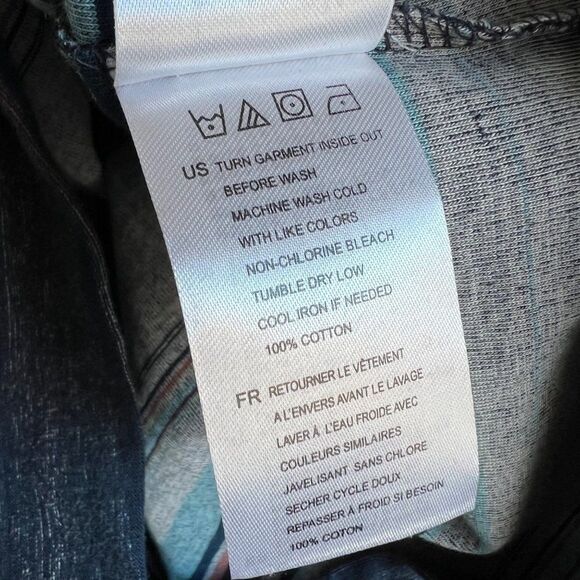 US TURN GARMENT INSIDE OUT
BEFORE WASH
MACHINE WASH COLD
WITH LIKE COLORS
NON-CHLORINE BLEACH
TUMBLE DRY LOW
COOL IRON IF NEEDED
100% COTTON
FR RETOURNER LE VÊTEMENT
A L'ENVERS AVANT LE LAVAGE
LAVER À L'EAU FROIDE AVEC
COULEURS SIMILAIRES
JAVELISANT SANS CHLORE
SECHER CYCLE DOUX
REPASSER À FROID SI BESOIN
100% COTON